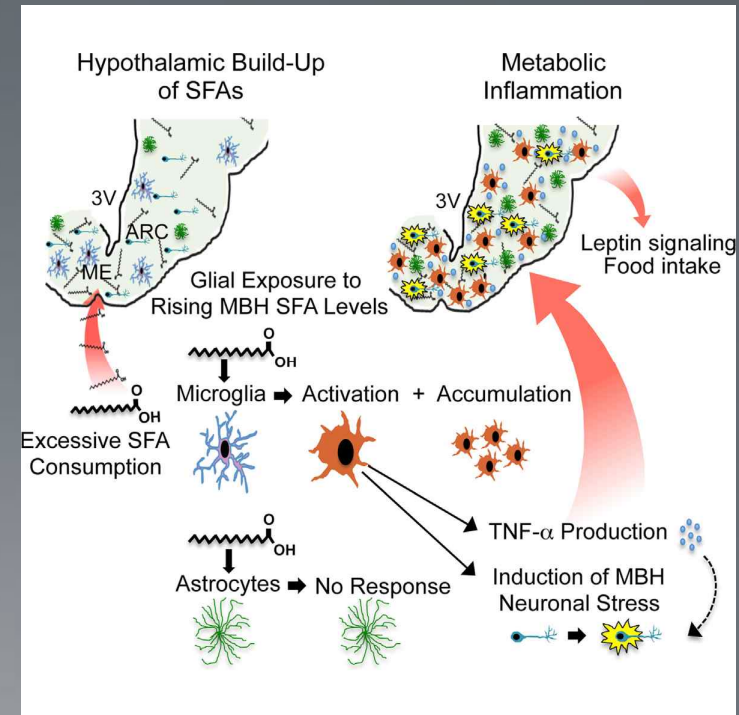 Hypothalamic Build-Up
of SFAs
3V
ARC
ME
Metabolic
Inflammation
3V
Leptin signaling
Food intake
Glial Exposure to
Rising MBH SFA Levels
O
OH
Excessive SFA
Consumption
O
OH
Microglia
Activation + Accumulation
O
OH
Astrocytes
No Response
TNF-α Production
Induction of MBH
Neuronal Stress